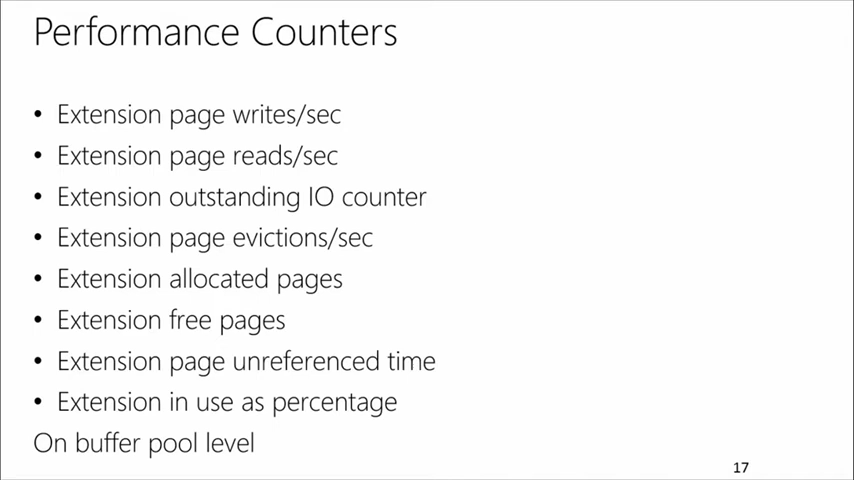 Performance Counters
• Extension page writes/sec
• Extension page reads/sec
• Extension outstanding IO counter
• Extension page evictions/sec
• Extension allocated pages
• Extension free pages
• Extension page unreferenced time
• Extension in use as percentage
On buffer pool level
17